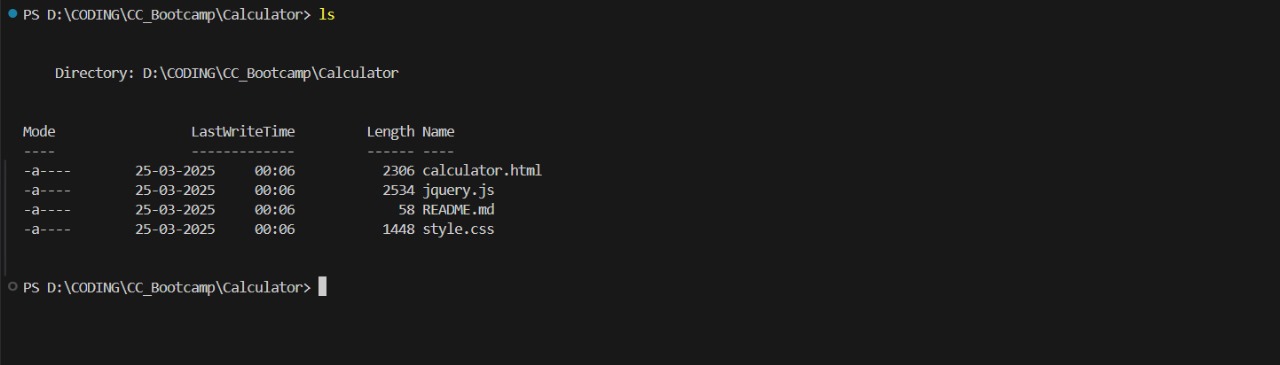 PS D:\CODING\CC_Bootcamp\Calculator> ls
Directory: D:\CODING\CC_Bootcamp\Calculator
Mode                 LastWriteTime         Length Name
----                 -------------         ------ ----
-a----        25-03-2025     00:06           2306 calculator.html
-a----        25-03-2025     00:06           2534 jquery.js
-a----        25-03-2025     00:06             58 README.md
-a----        25-03-2025     00:06           1448 style.css
PS D:\CODING\CC_Bootcamp\Calculator>